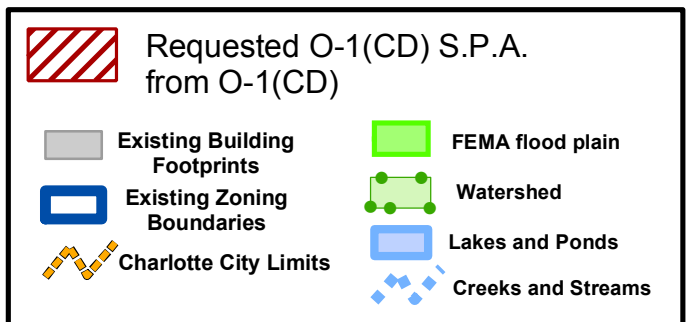 Requested O-1(CD) S.P.A.
from O-1(CD)
Existing Building
Footprints
Existing Zoning
Boundaries
Charlotte City Limits
FEMA flood plain
Watershed
Lakes and Ponds
Creeks and Streams